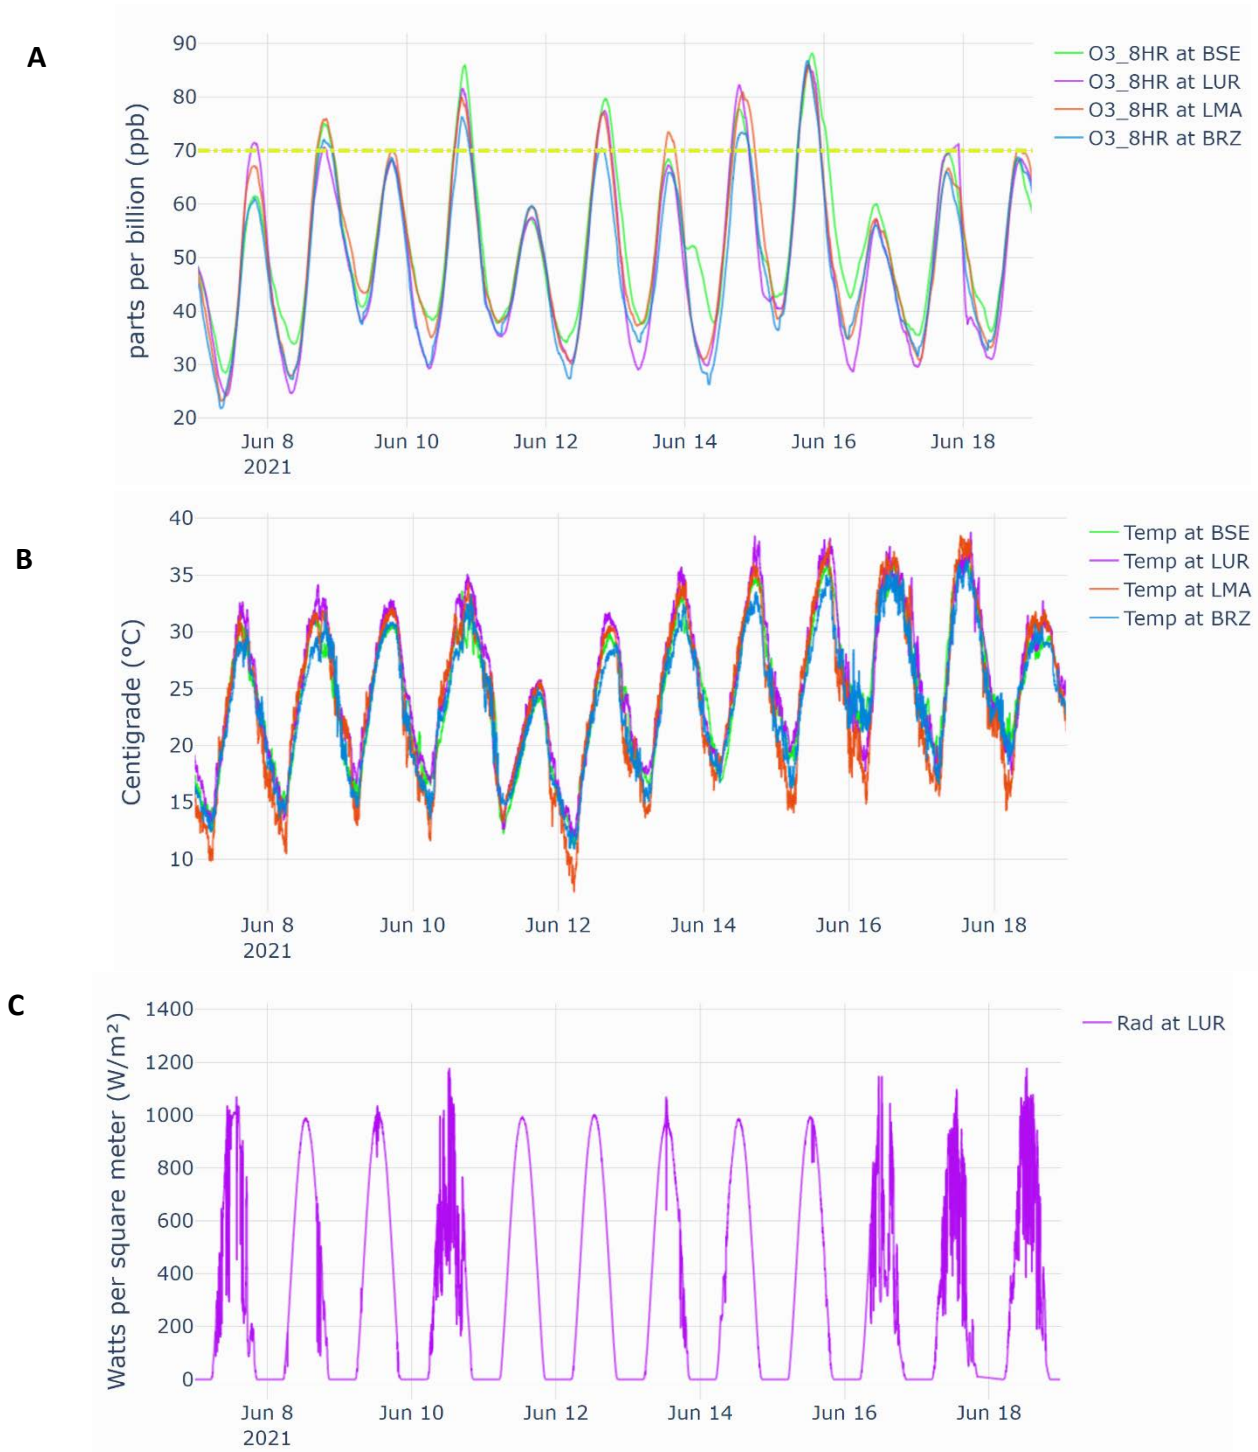 A
parts per billion (ppb)
90
80
70
60
50
40
30
20
Jun 8
2021
Jun 10
Jun 12
Jun 14
Jun 16
Jun 18
O3_8HR at BSE
O3_8HR at LUR
O3_8HR at LMA
O3_8HR at BRZ
B
Centigrade (°C)
40
35
30
25
20
15
10
Jun 8
2021
Jun 10
Jun 12
Jun 14
Jun 16
Jun 18
Temp at BSE
Temp at LUR
Temp at LMA
Temp at BRZ
C
Watts per square meter (W/m²)
1400
1200
1000
800
600
400
200
0
Jun 8
2021
Jun 10
Jun 12
Jun 14
Jun 16
Jun 18
Rad at LUR